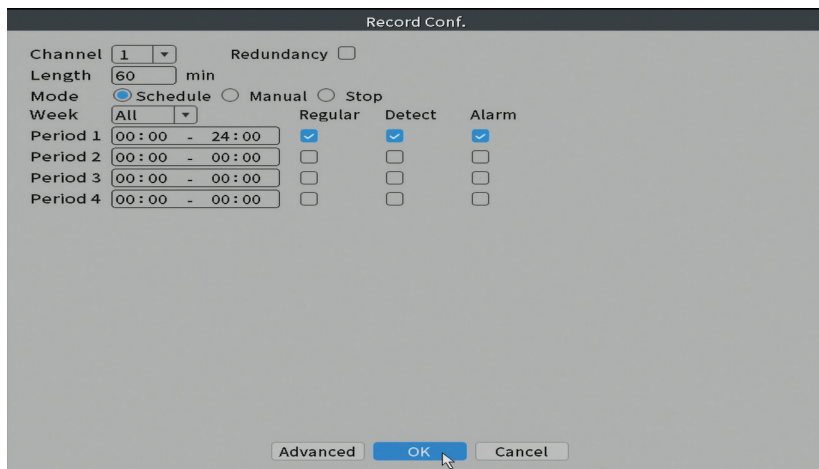 Record Conf.
Channel 1 Redundancy
Length 60 min
Mode Schedule Manual Stop
Week All Regular Detect Alarm
Period 1 00:00 - 24:00
Period 2 00:00 - 00:00
Period 3 00:00 - 00:00
Period 4 00:00 - 00:00
Advanced OK Cancel